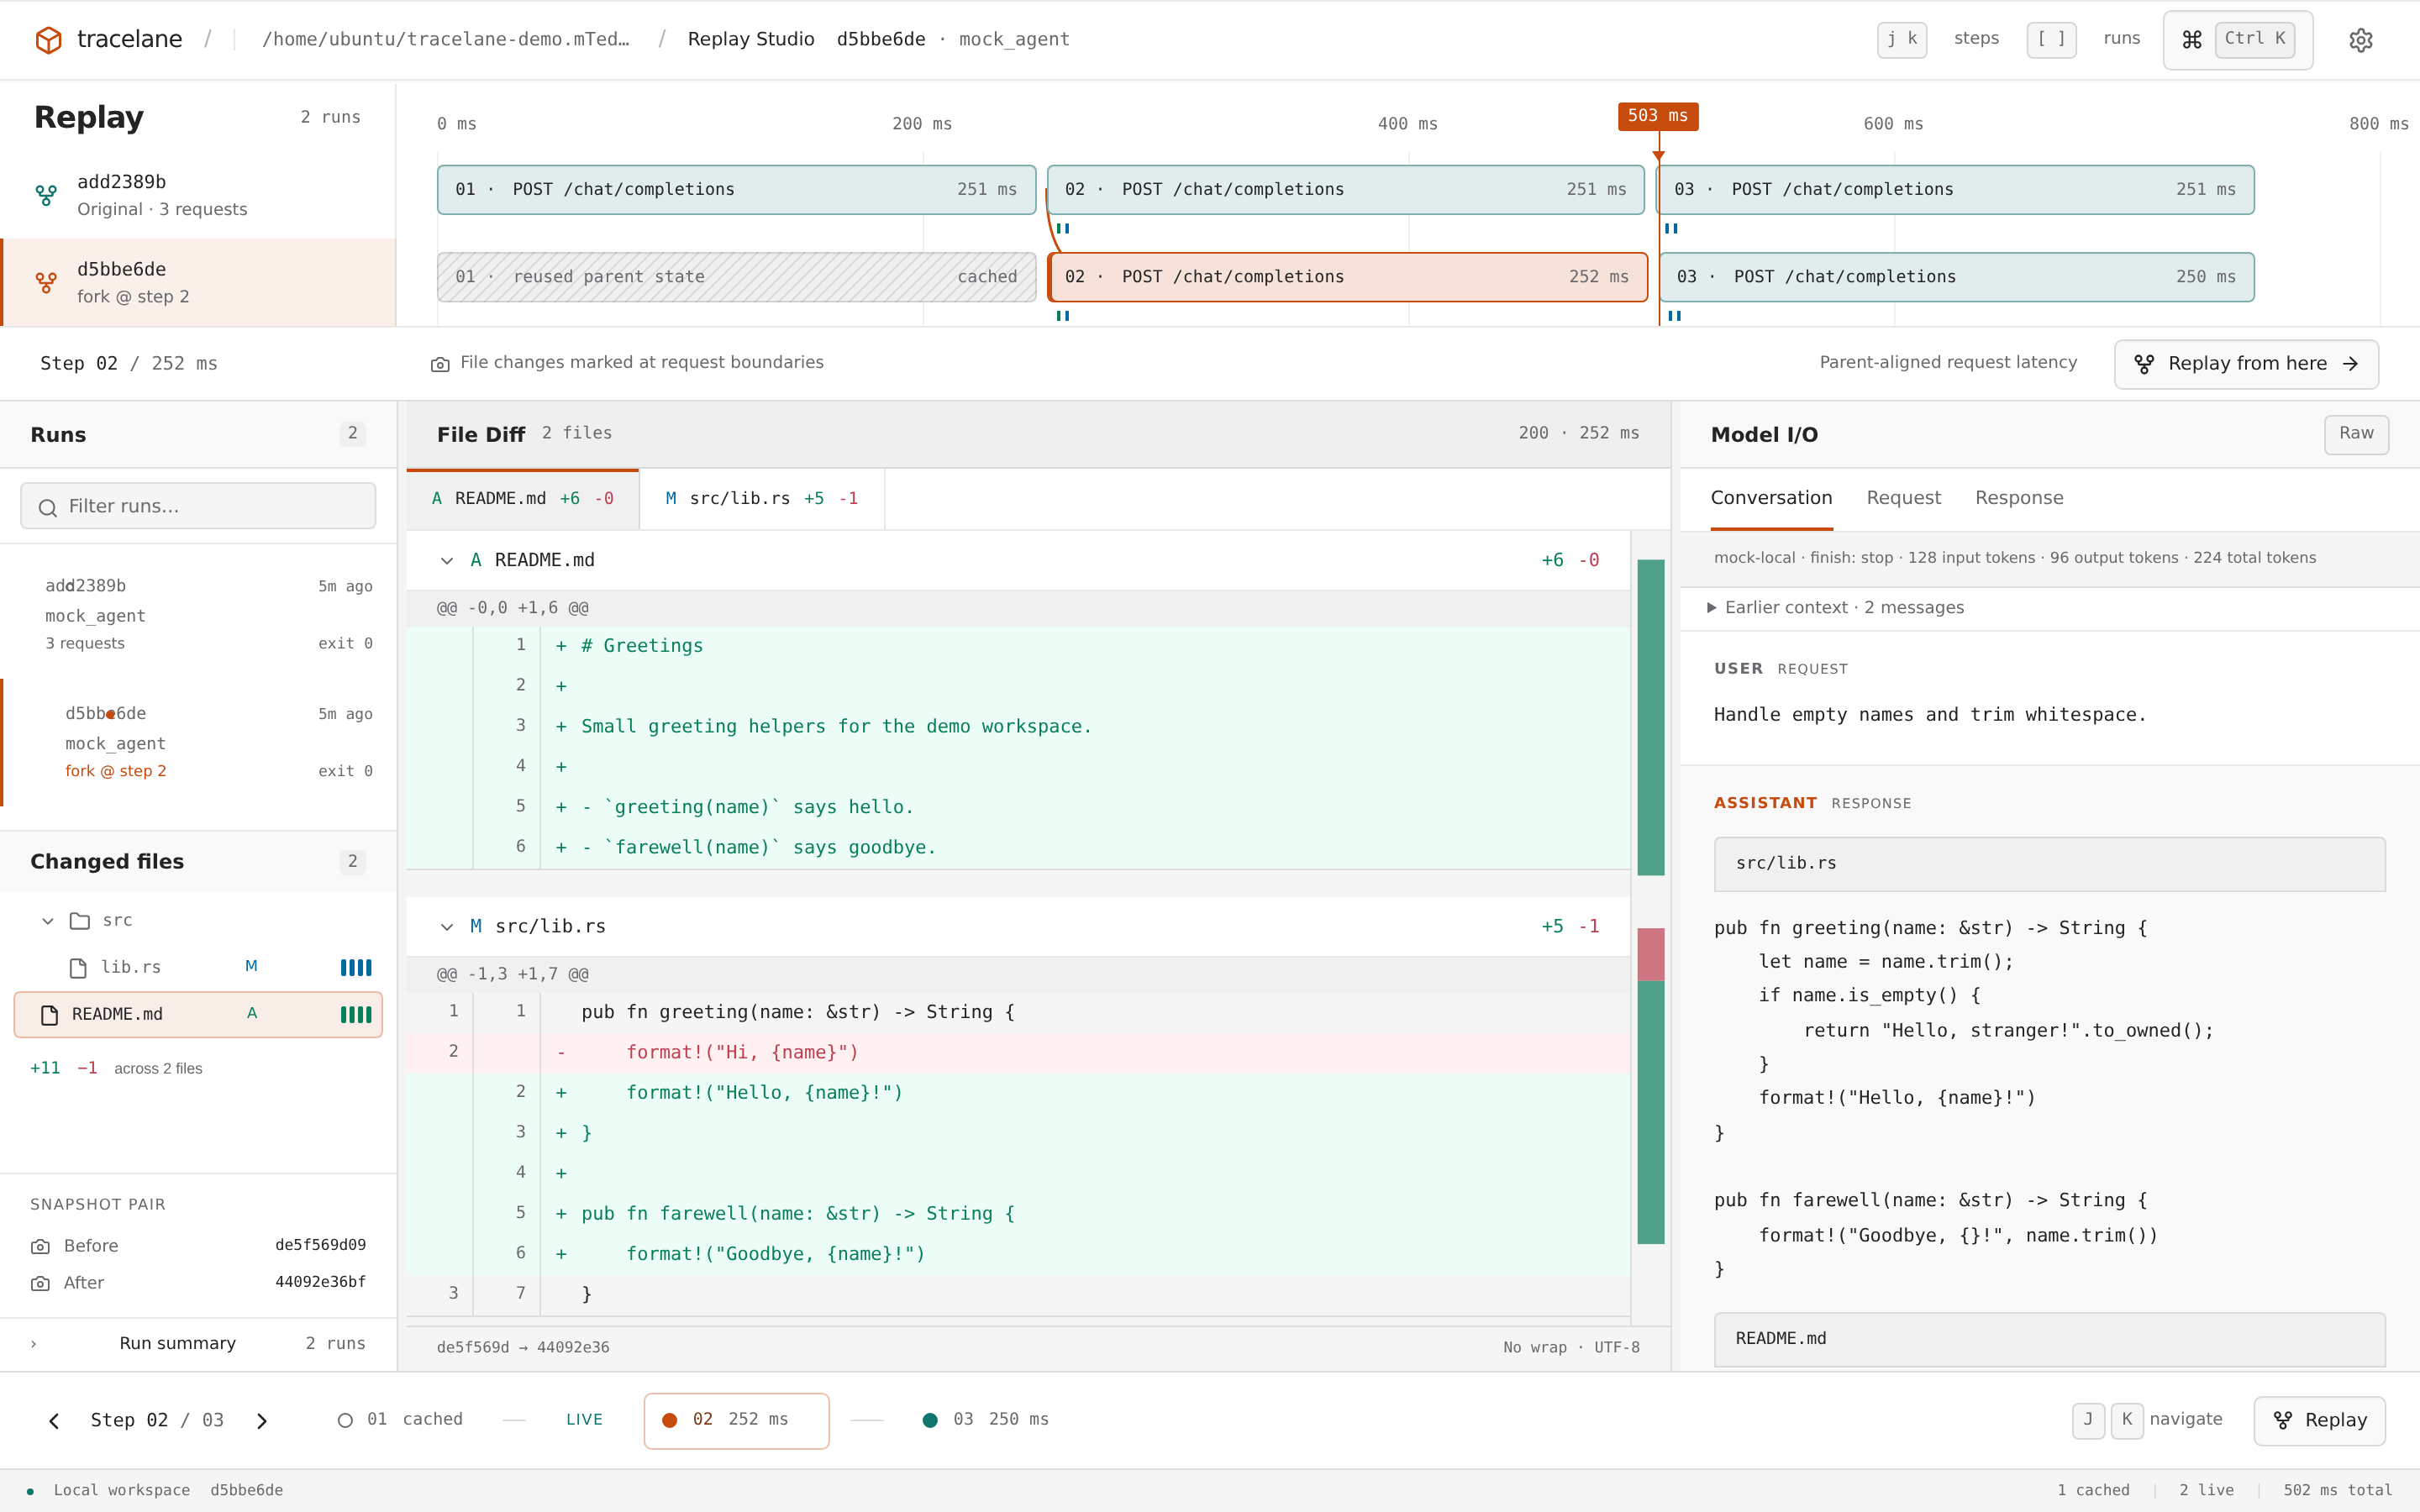 tracelane / /home/ubuntu/tracelane-demo.mTed… / Replay Studio d5bbe6de · mock_agent
j k steps [ ] runs ⌘ Ctrl K
Replay 2 runs
0 ms 200 ms 400 ms 503 ms 600 ms 800 ms
add2389b
Original · 3 requests
01 · POST /chat/completions 251 ms
02 · POST /chat/completions 251 ms
03 · POST /chat/completions 251 ms
d5bbe6de
fork @ step 2
01 · reused parent state cached
02 · POST /chat/completions 252 ms
03 · POST /chat/completions 250 ms
Step 02 / 252 ms
File changes marked at request boundaries
Parent-aligned request latency
Replay from here →
Runs 2
Filter runs…
add2389b 5m ago
mock_agent
3 requests exit 0
d5bbe6de 5m ago
mock_agent
fork @ step 2 exit 0
Changed files 2
src
lib.rs M
README.md A
+11 −1 across 2 files
SNAPSHOT PAIR
Before de5f569d09
After 44092e36bf
› Run summary 2 runs
File Diff 2 files 200 · 252 ms
A README.md +6 -0
M src/lib.rs +5 -1
A README.md +6 -0
@@ -0,0 +1,6 @@
1 + # Greetings
2 +
3 + Small greeting helpers for the demo workspace.
4 +
5 + - `greeting(name)` says hello.
6 + - `farewell(name)` says goodbye.
M src/lib.rs +5 -1
@@ -1,3 +1,7 @@
1 1 pub fn greeting(name: &str) -> String {
2 - format!("Hi, {name}")
2 + format!("Hello, {name}!")
3 + }
4 +
5 + pub fn farewell(name: &str) -> String {
6 + format!("Goodbye, {name}!")
3 7 }
de5f569d → 44092e36 No wrap · UTF-8
Model I/O Raw
Conversation Request Response
mock-local · finish: stop · 128 input tokens · 96 output tokens · 224 total tokens
Earlier context · 2 messages
USER REQUEST
Handle empty names and trim whitespace.
ASSISTANT RESPONSE
src/lib.rs
pub fn greeting(name: &str) -> String {
let name = name.trim();
if name.is_empty() {
return "Hello, stranger!".to_owned();
}
format!("Hello, {name}!")
}
pub fn farewell(name: &str) -> String {
format!("Goodbye, {}!", name.trim())
}
README.md
Step 02 / 03
01 cached
LIVE
02 252 ms
03 250 ms
J K navigate
Replay
Local workspace d5bbe6de
1 cached | 2 live | 502 ms total